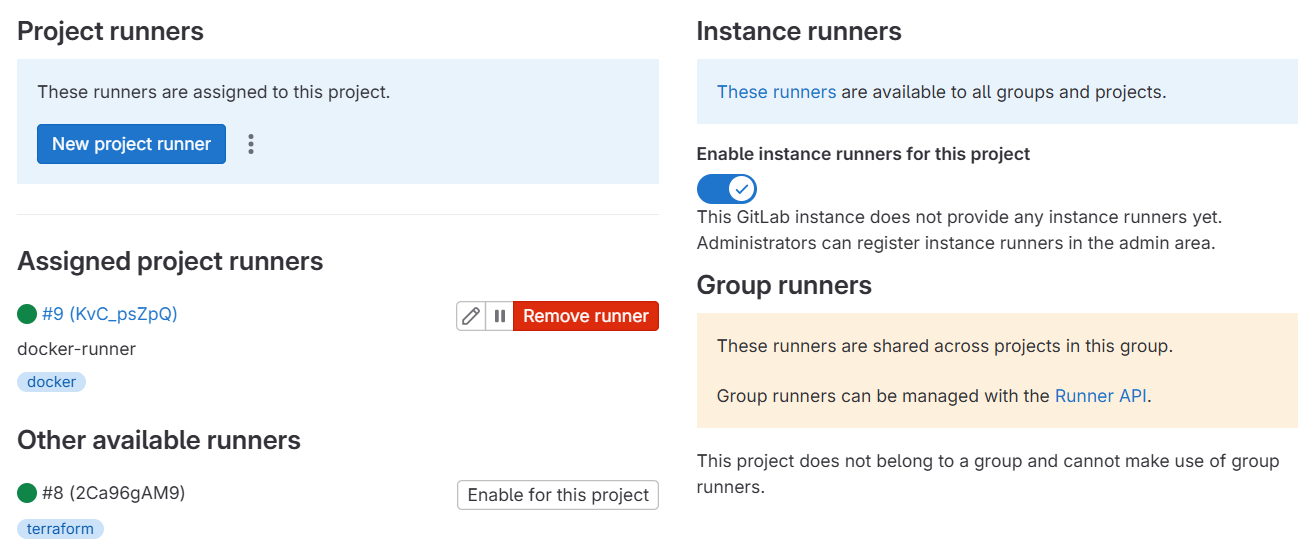 Project runners
These runners are assigned to this project.
New project runner
Assigned project runners
#9 (KvC_psZpQ)
Remove runner
docker-runner
docker
Other available runners
#8 (2Ca96gAM9)
Enable for this project
terraform
Instance runners
These runners are available to all groups and projects.
Enable instance runners for this project
This GitLab instance does not provide any instance runners yet.
Administrators can register instance runners in the admin area.
Group runners
These runners are shared across projects in this group.
Group runners can be managed with the Runner API.
This project does not belong to a group and cannot make use of group
runners.